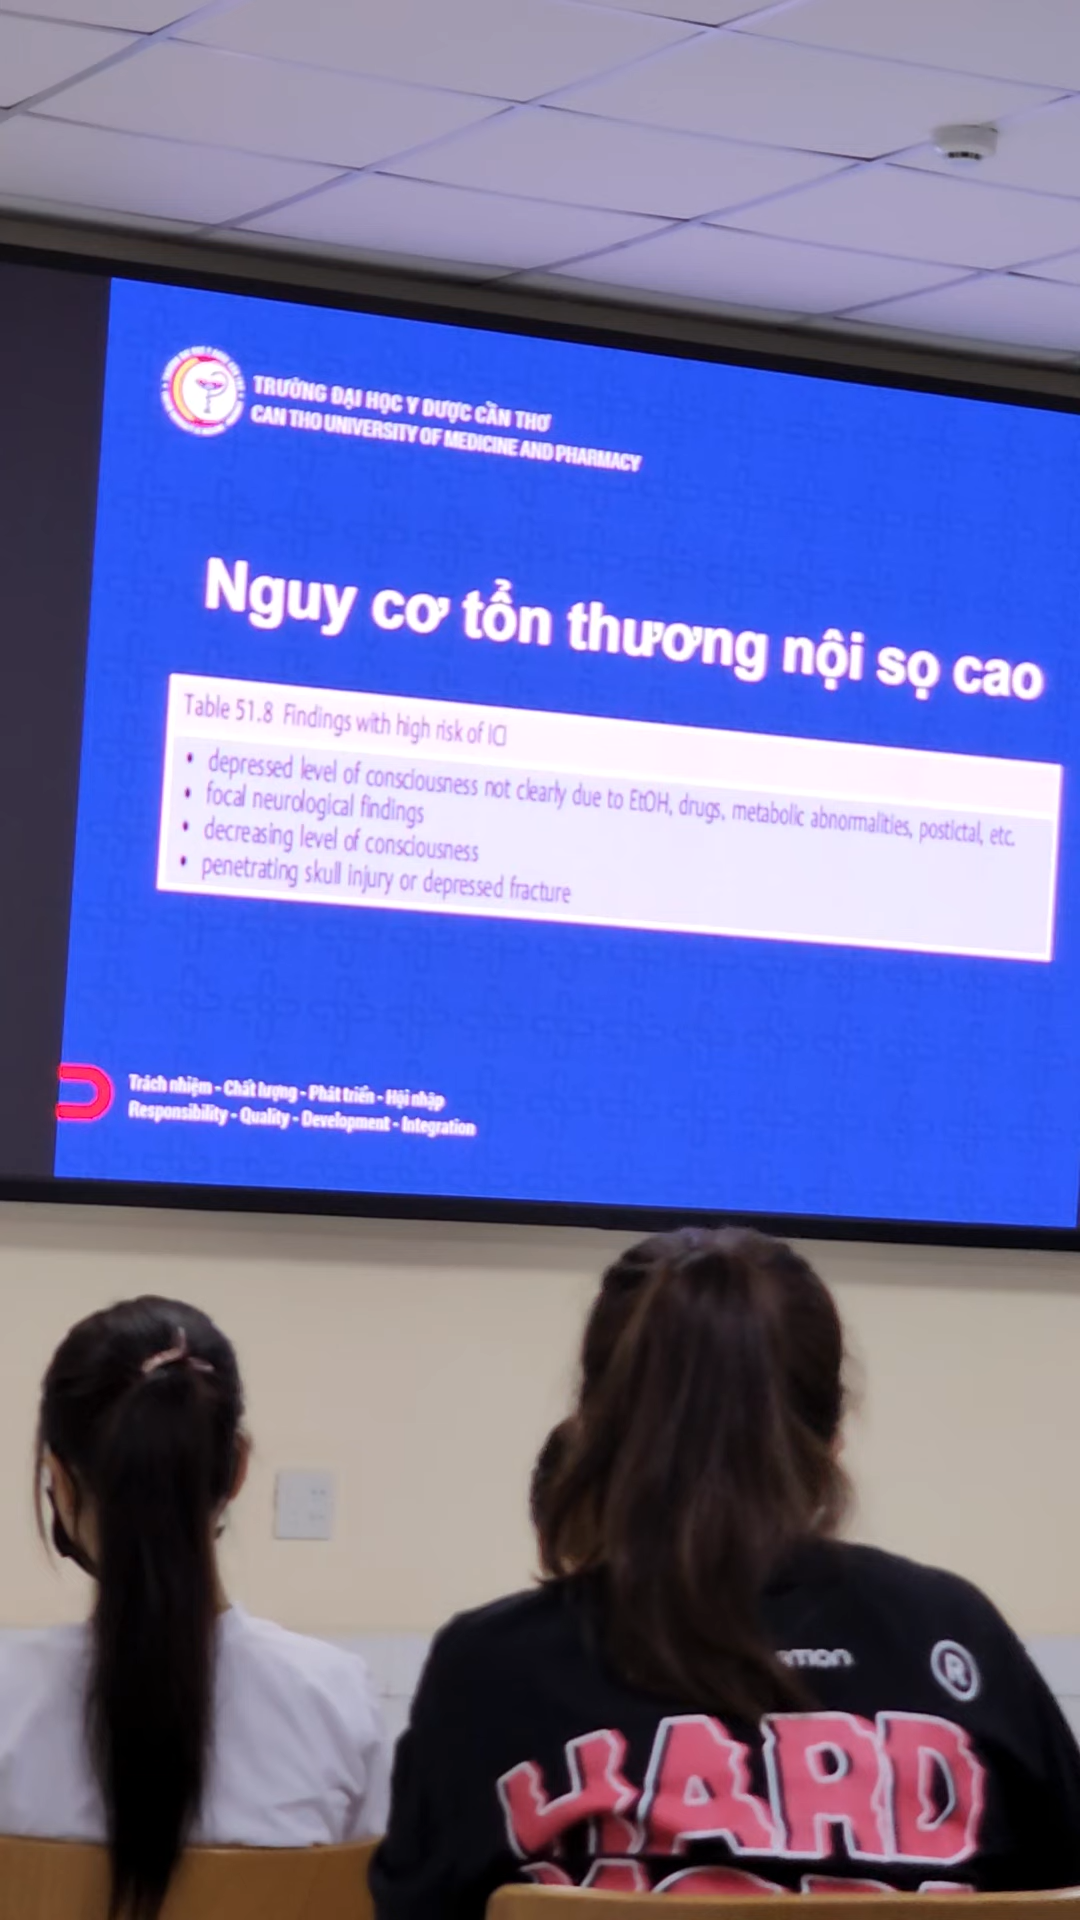 TRƯỜNG ĐẠI HỌC Y DƯỢC CẦN THƠ
CAN THO UNIVERSITY OF MEDICINE AND PHARMACY
Nguy cơ tổn thương nội sọ cao
Table 51.8 Findings with high risk of ICI
• depressed level of consciousness not clearly due to EtOH, drugs, metabolic abnormalities, postictal, etc.
• focal neurological findings
• decreasing level of consciousness
• penetrating skull injury or depressed fracture
Trách nhiệm - Chất lượng - Phát triển - Hội nhập
Responsibility - Quality - Development - Integration
®
HARD